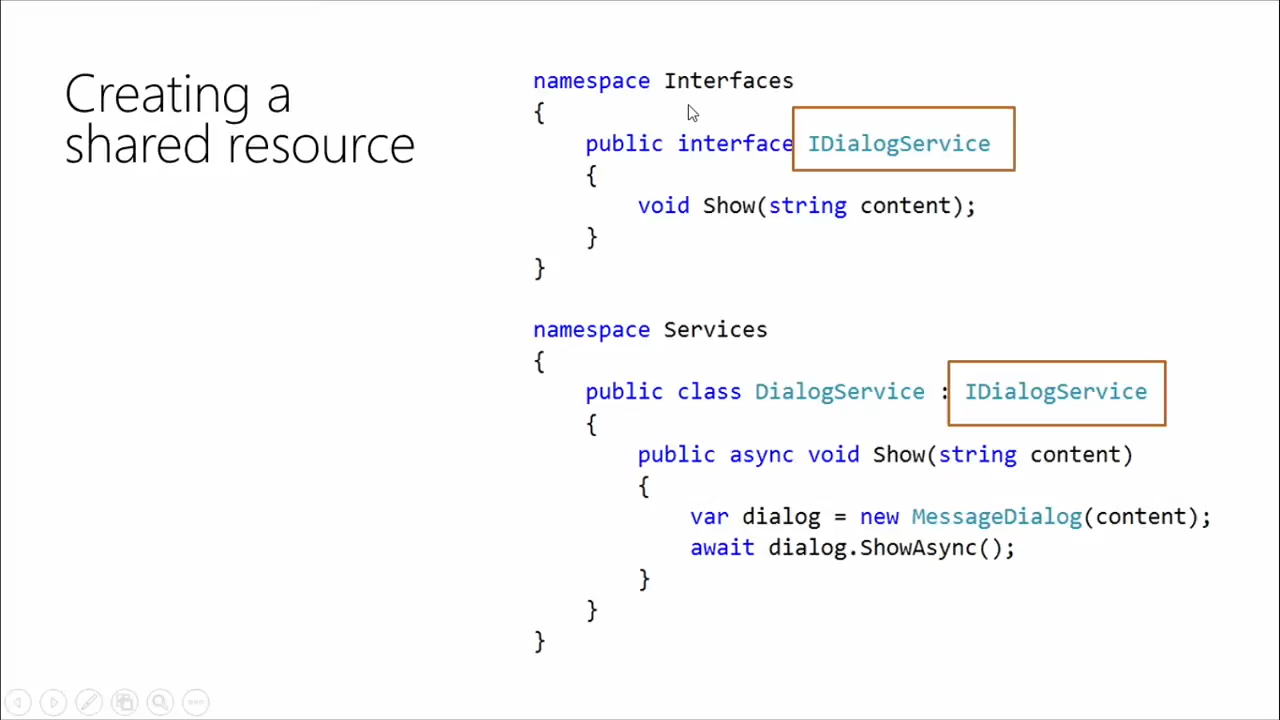 Creating a
shared resource
namespace Interfaces
{
public interface IDialogService
{
void Show(string content);
}
}
namespace Services
{
public class DialogService : IDialogService
{
public async void Show(string content)
{
var dialog = new MessageDialog(content);
await dialog.ShowAsync();
}
}
}